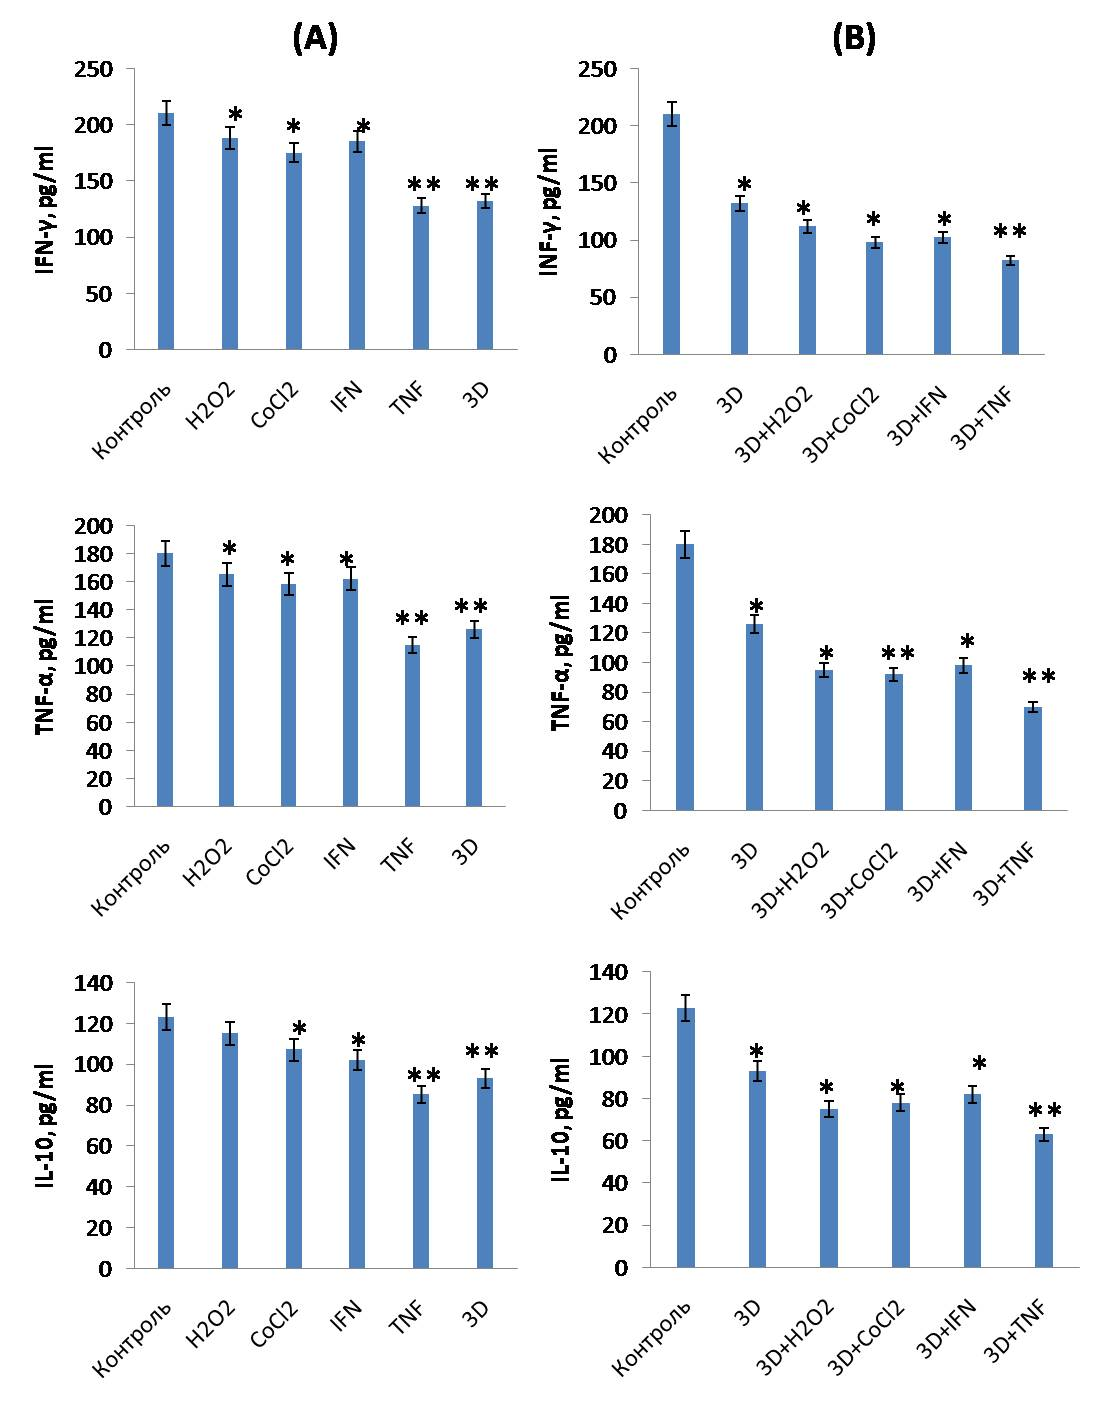 (A)
250
200
150
100
50
0
IFN-γ, pg/ml
* * * ** **
Контроль
H2O2
CoCl2
IFN
TNF
3D
(B)
250
200
150
100
50
0
INF-γ, pg/ml
* * * * **
Контроль
3D
3D+H2O2
3D+CoCl2
3D+IFN
3D+TNF
200
180
160
140
120
100
80
60
40
20
0
TNF-α, pg/ml
* * * ** **
Контроль
H2O2
CoCl2
IFN
TNF
3D
200
180
160
140
120
100
80
60
40
20
0
TNF-α, pg/ml
* * ** * **
Контроль
3D
3D+H2O2
3D+CoCl2
3D+IFN
3D+TNF
140
120
100
80
60
40
20
0
IL-10, pg/ml
* * ** **
Контроль
H2O2
CoCl2
IFN
TNF
3D
140
120
100
80
60
40
20
0
IL-10, pg/ml
* * * * **
Контроль
3D
3D+H2O2
3D+CoCl2
3D+IFN
3D+TNF